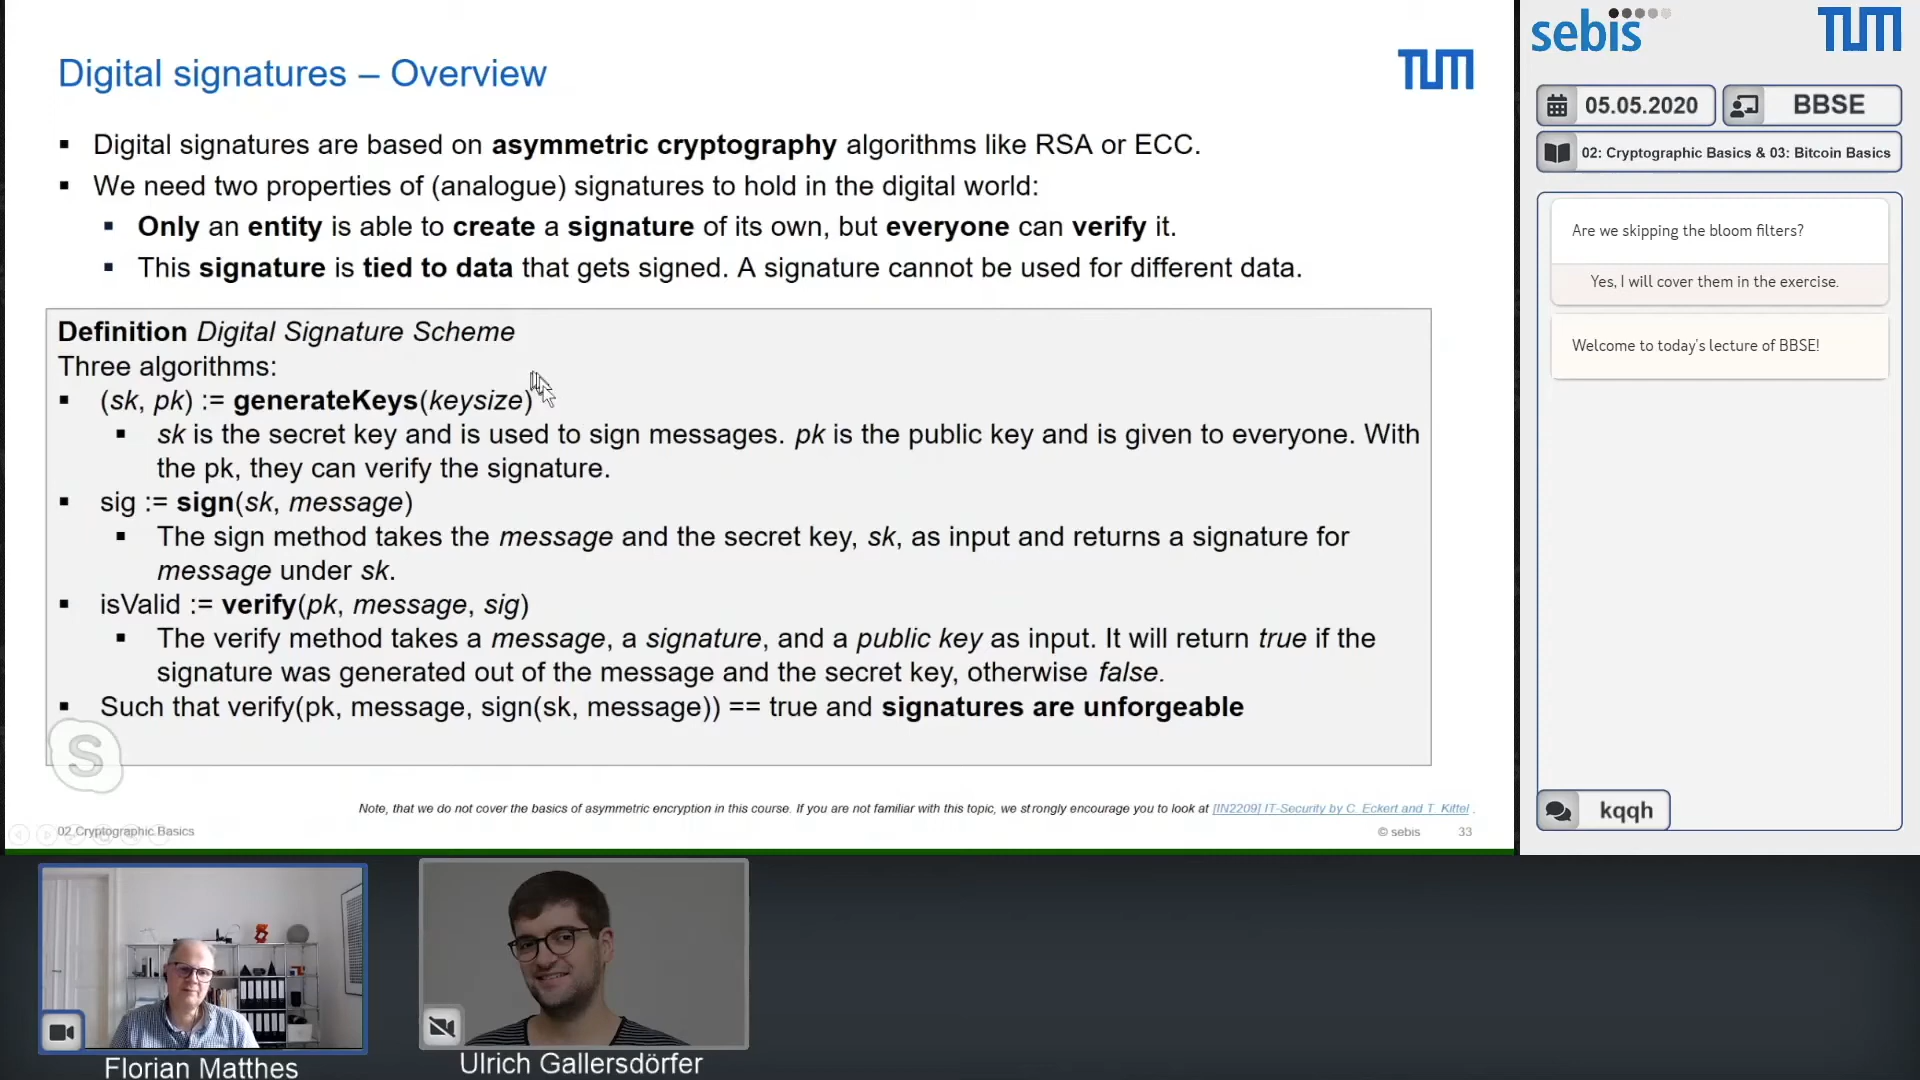 Digital signatures – Overview
TUM
▪ Digital signatures are based on asymmetric cryptography algorithms like RSA or ECC.
▪ We need two properties of (analogue) signatures to hold in the digital world:
▪ Only an entity is able to create a signature of its own, but everyone can verify it.
▪ This signature is tied to data that gets signed. A signature cannot be used for different data.
Definition Digital Signature Scheme
Three algorithms:
▪ (sk, pk) := generateKeys(keysize)
▪ sk is the secret key and is used to sign messages. pk is the public key and is given to everyone. With
the pk, they can verify the signature.
▪ sig := sign(sk, message)
▪ The sign method takes the message and the secret key, sk, as input and returns a signature for
message under sk.
▪ isValid := verify(pk, message, sig)
▪ The verify method takes a message, a signature, and a public key as input. It will return true if the
signature was generated out of the message and the secret key, otherwise false.
▪ Such that verify(pk, message, sign(sk, message)) == true and signatures are unforgeable
S
Note, that we do not cover the basics of asymmetric encryption in this course. If you are not familiar with this topic, we strongly encourage you to look at [IN2209] IT-Security by C. Eckert and T. Kittel .
02 Cryptographic Basics
© sebis 33
sebis
TUM
05.05.2020
BBSE
02: Cryptographic Basics & 03: Bitcoin Basics
Are we skipping the bloom filters?
Yes, I will cover them in the exercise.
Welcome to today's lecture of BBSE!
kqqh
Florian Matthes
Ulrich Gallersdörfer